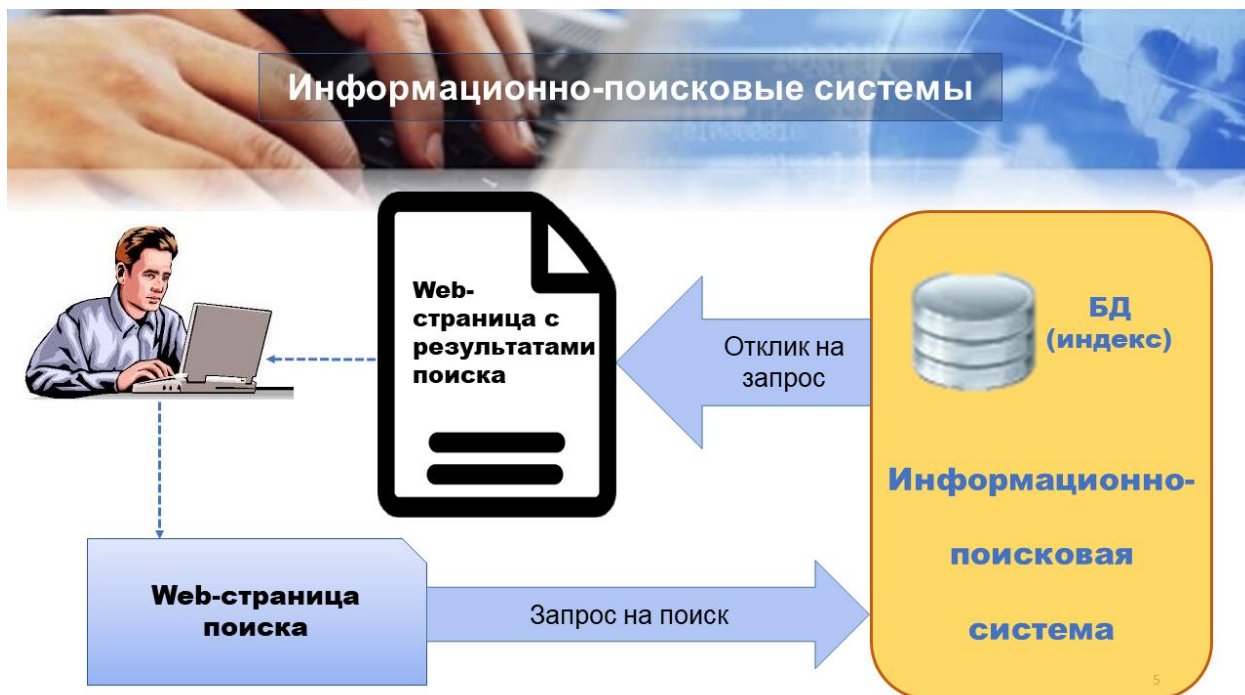 Информационно-поисковые системы
Web-
страница с
результатами
поиска
Отклик на
запрос
БД
(индекс)
Информационно-
поисковая
система
Web-страница
поиска
Запрос на поиск
5